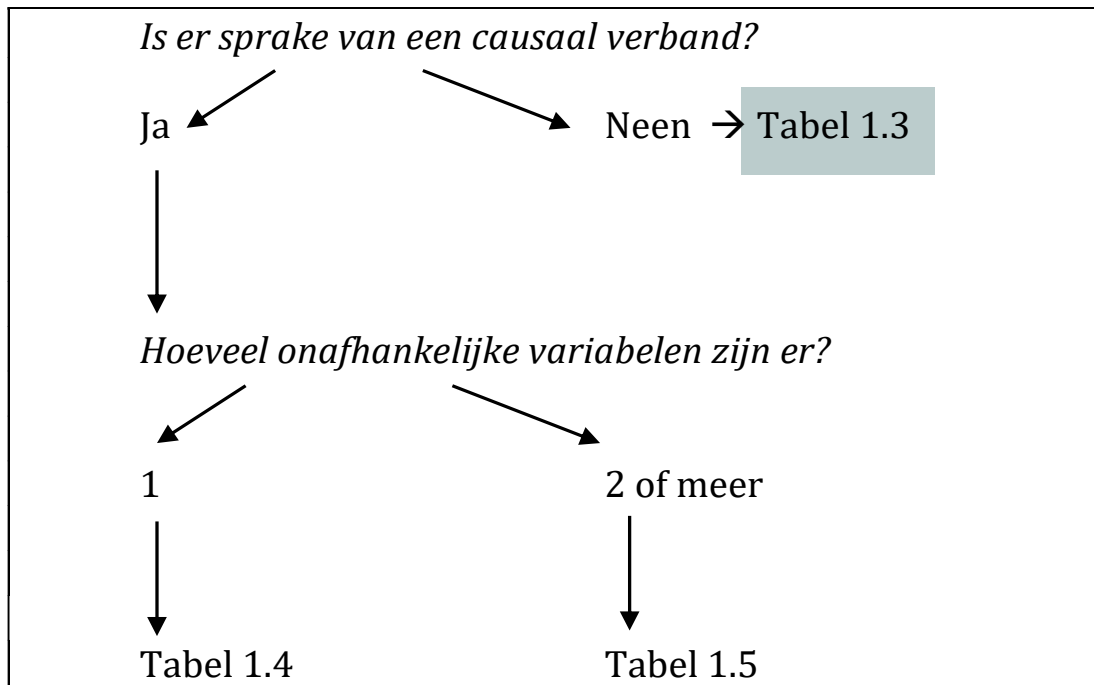 Is er sprake van een causaal verband?
Ja Neen → Tabel 1.3
Hoeveel onafhankelijke variabelen zijn er?
1 2 of meer
Tabel 1.4 Tabel 1.5